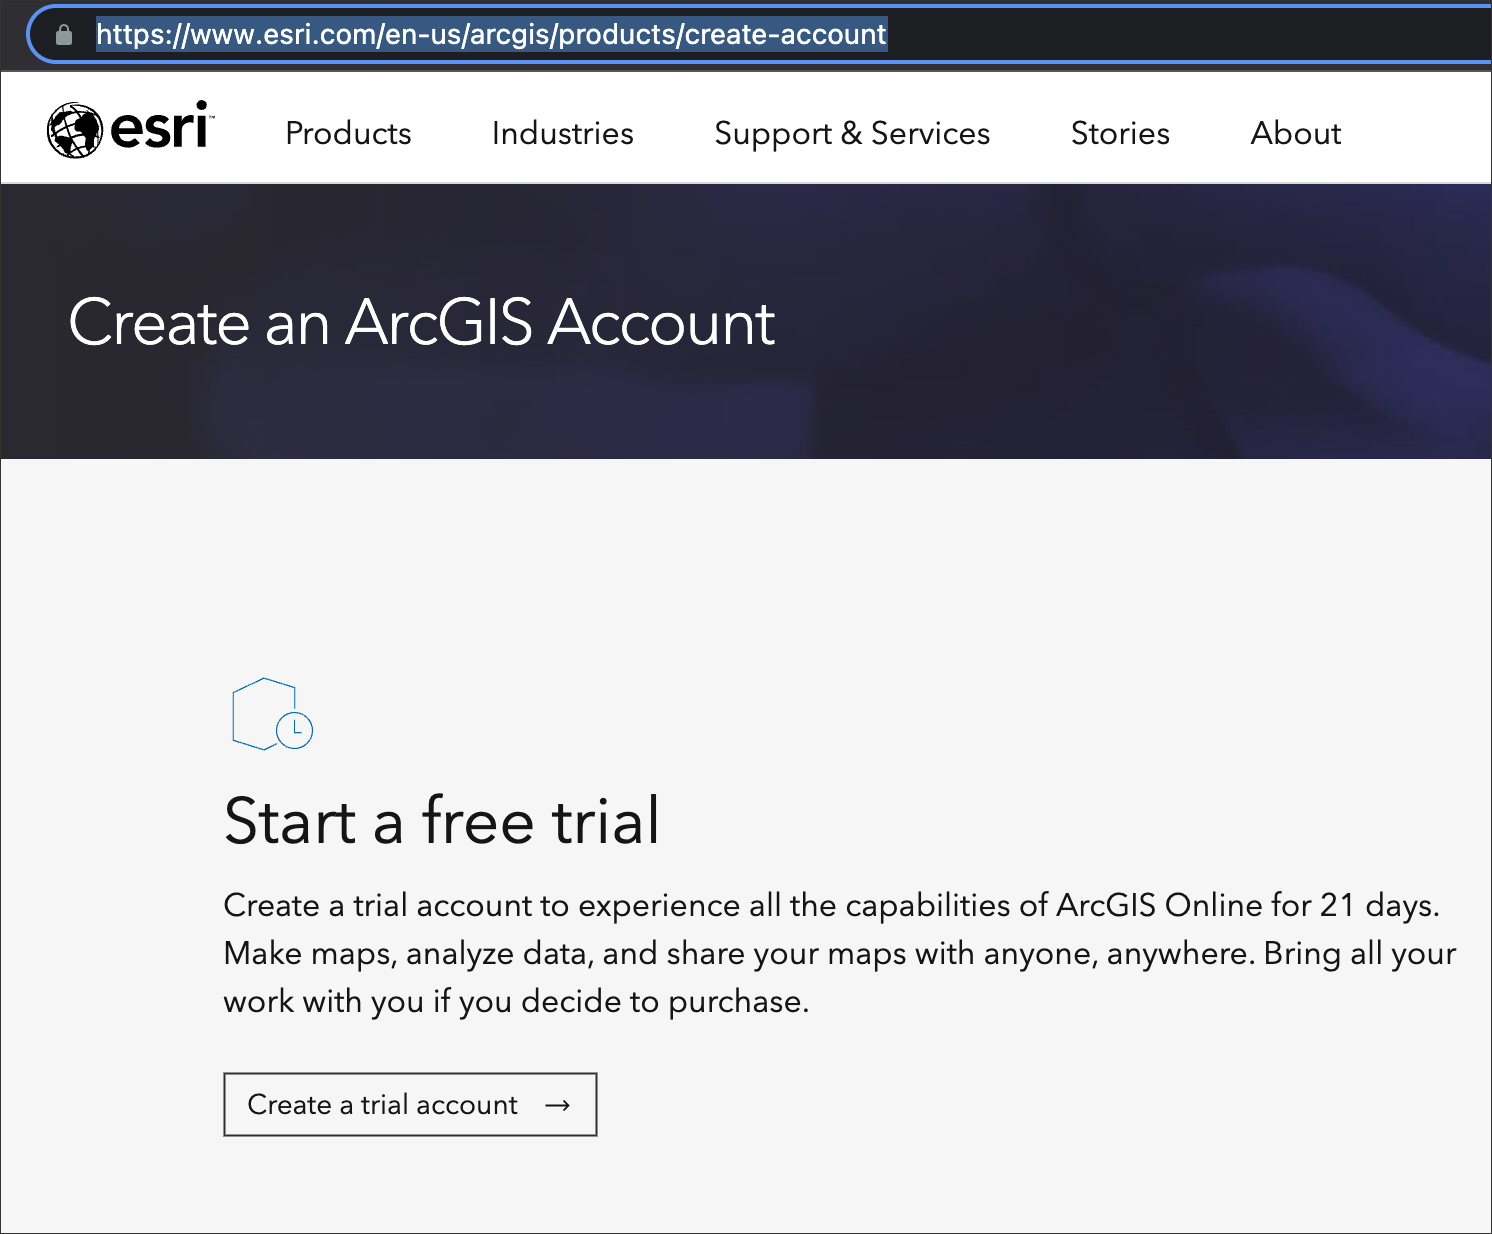 https://www.esri.com/en-us/arcgis/products/create-account
esri™ Products Industries Support & Services Stories About
Create an ArcGIS Account
Start a free trial
Create a trial account to experience all the capabilities of ArcGIS Online for 21 days.
Make maps, analyze data, and share your maps with anyone, anywhere. Bring all your
work with you if you decide to purchase.
Create a trial account →